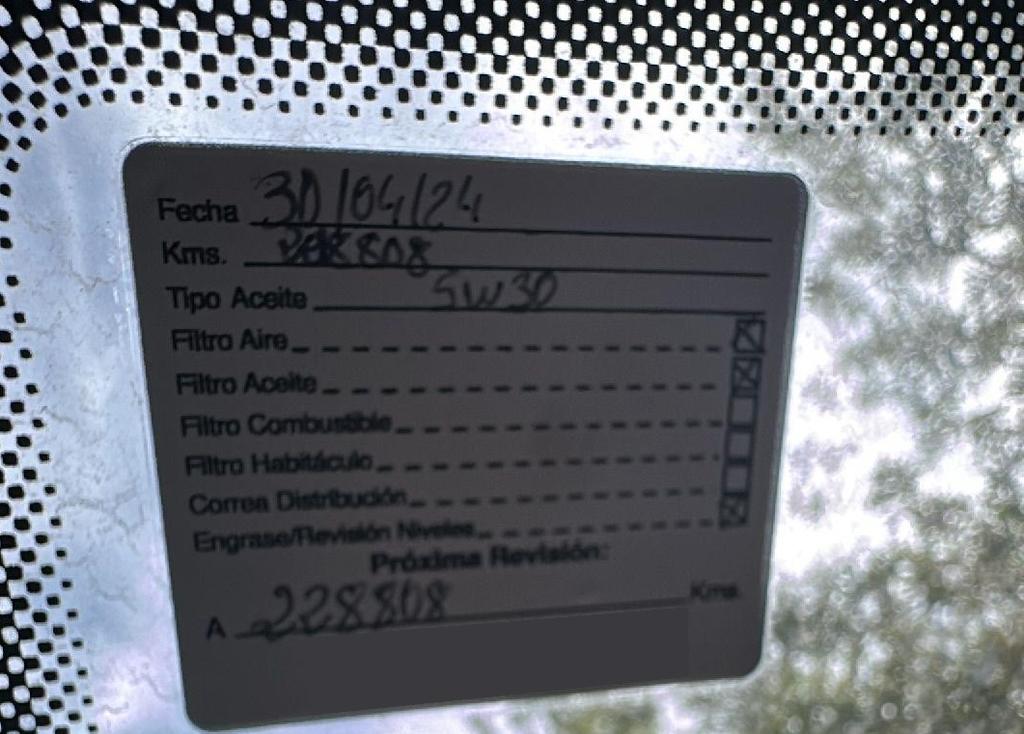 Fecha 30/04/24
Kms. 808
Tipo Aceite 5W30
Filtro Aire
Filtro Aceite
Filtro Combustible
Filtro Habitáculo
Correa Distribución
Engrase/Revisión Niveles
Próxima Revisión:
A 228808 Kms.